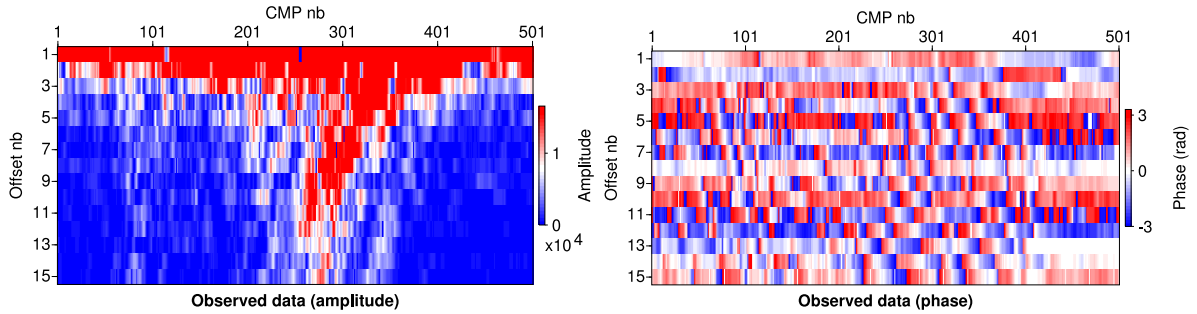 CMP nb
1 101 201 301 401 501
Offset nb
1
3
5
7
9
11
13
15
Amplitude
1
0
x10^4
Observed data (amplitude)
CMP nb
1 101 201 301 401 501
Offset nb
1
3
5
7
9
11
13
15
Phase (rad)
3
0
-3
Observed data (phase)